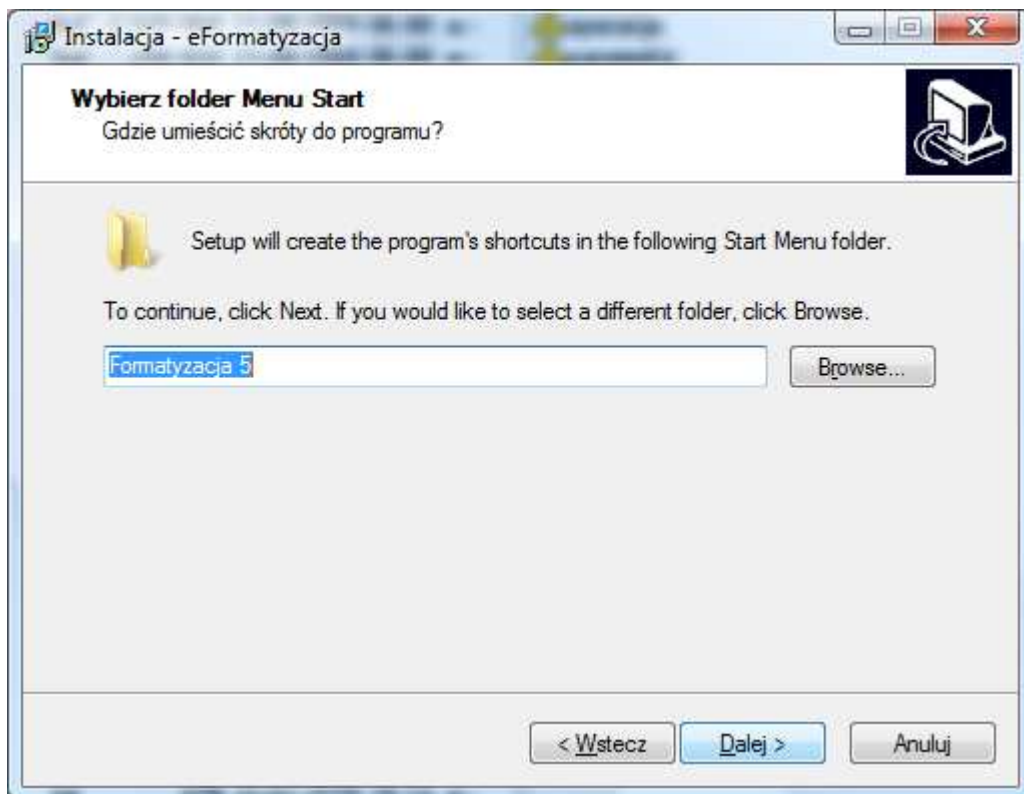 Instalacja - eFormatyzacja
Wybierz folder Menu Start
Gdzie umieścić skróty do programu?
Setup will create the program's shortcuts in the following Start Menu folder.
To continue, click Next. If you would like to select a different folder, click Browse.
Formatyzacja 5
Browse...
< Wstecz
Dalej >
Anuluj